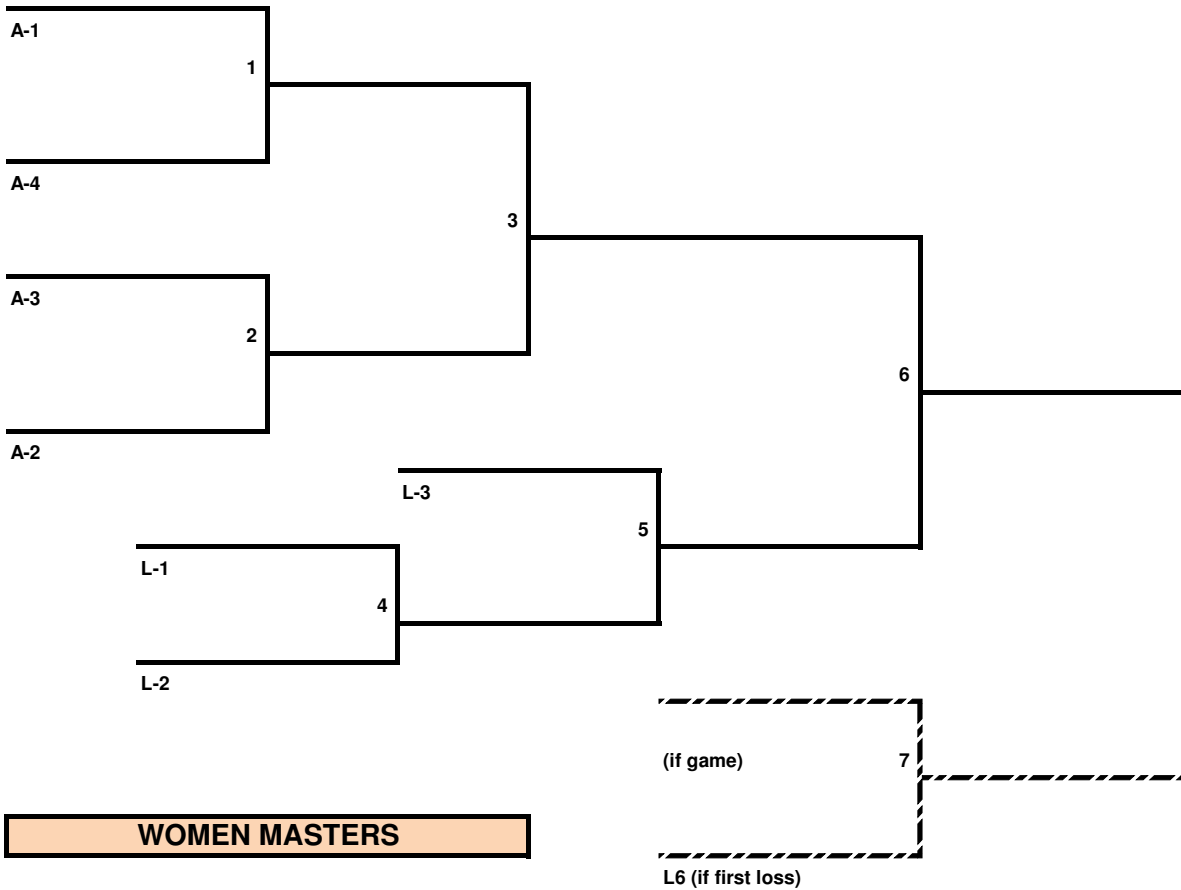 A-1
1
A-4
3
A-3
2
6
A-2
L-3
5
L-1
4
L-2
(if game)
7
WOMEN MASTERS
L6 (if first loss)